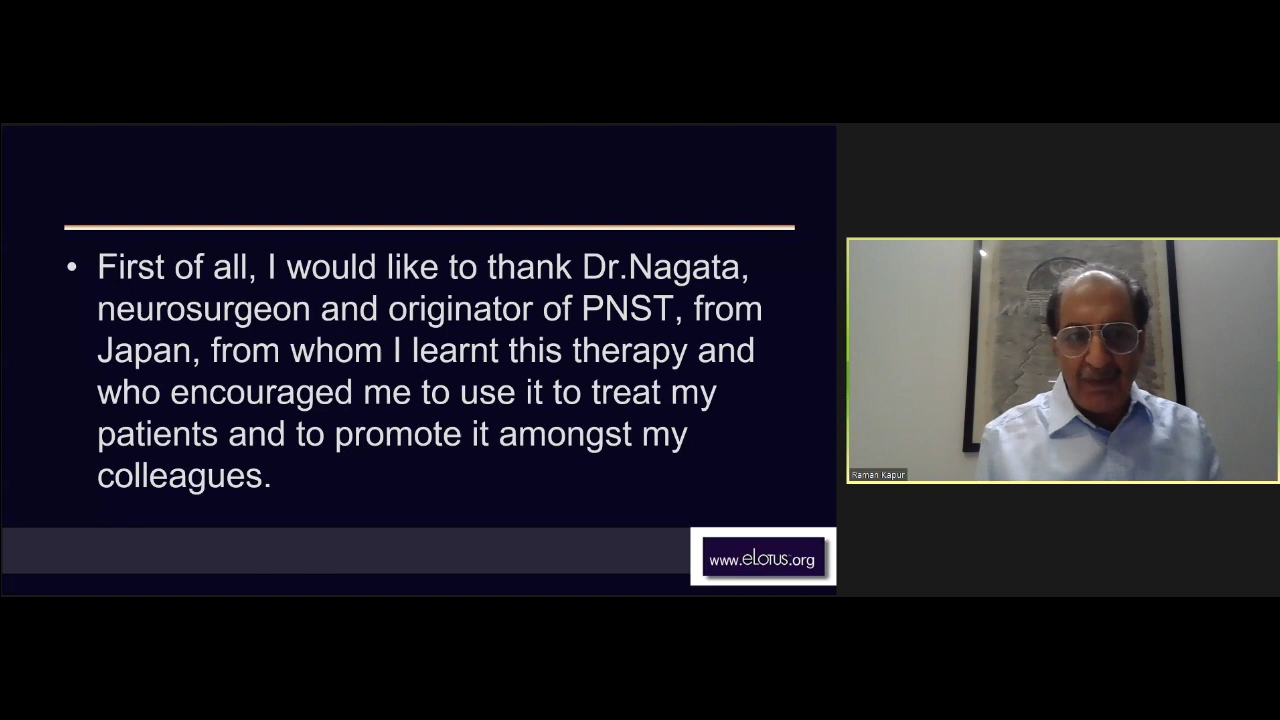 • First of all, I would like to thank Dr.Nagata,
neurosurgeon and originator of PNST, from
Japan, from whom I learnt this therapy and
who encouraged me to use it to treat my
patients and to promote it amongst my
colleagues.
www.eLotus.org
Raman Kapur